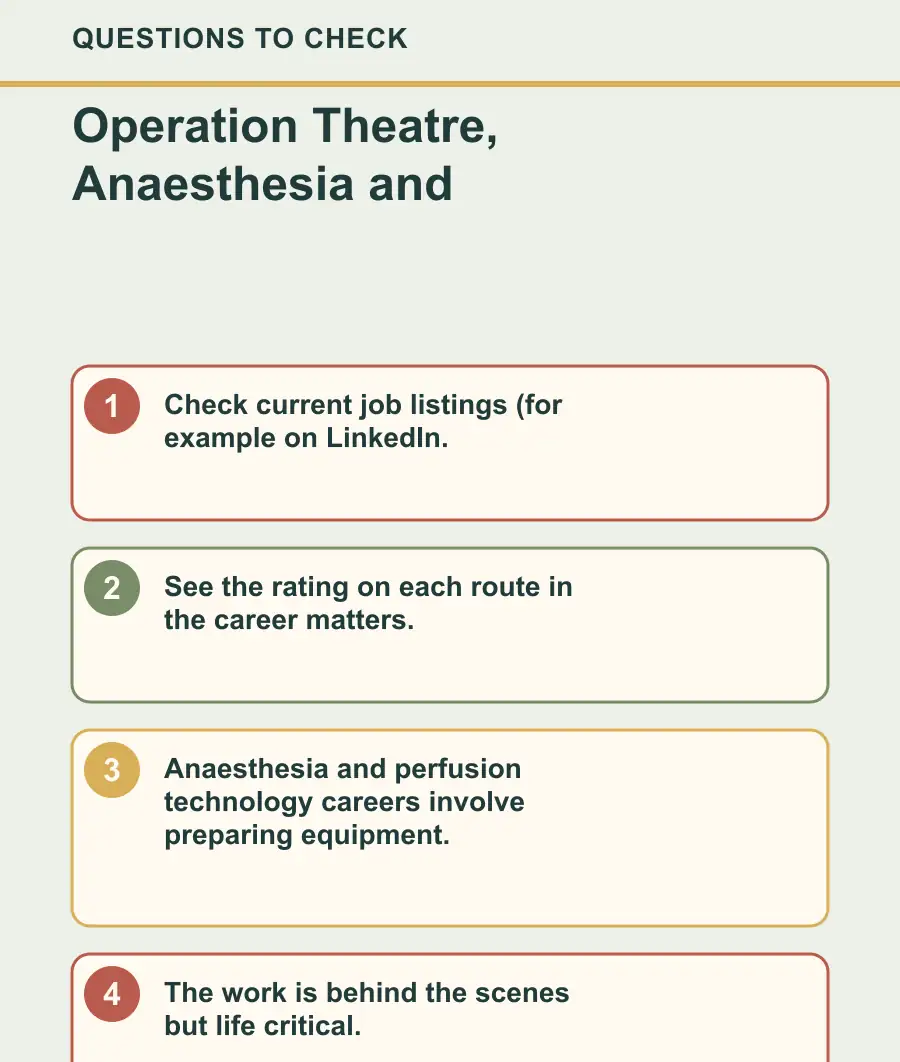 QUESTIONS TO CHECK
Operation Theatre,
Anaesthesia and
1
Check current job listings (for
example on LinkedIn.
2
See the rating on each route in
the career matters.
3
Anaesthesia and perfusion
technology careers involve
preparing equipment.
4
The work is behind the scenes
but life critical.